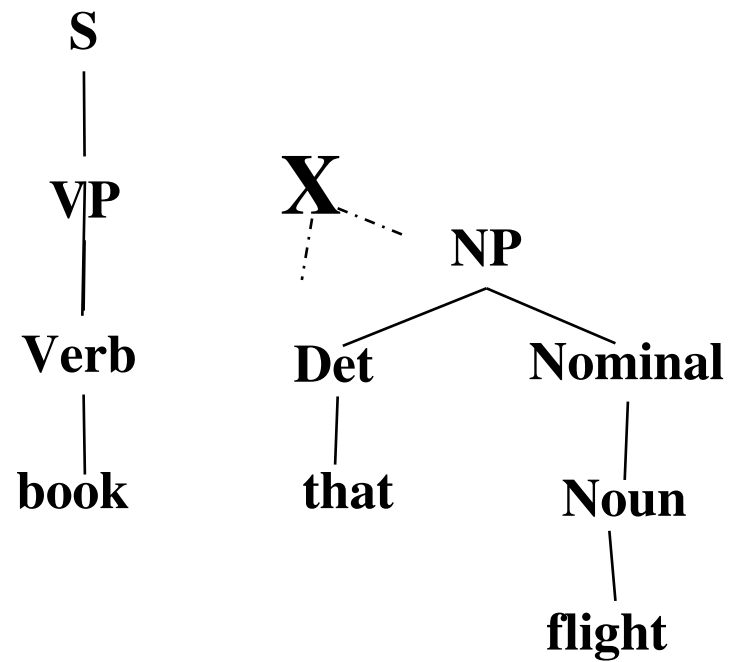 S
VP
X
NP
Verb
Det
Nominal
book
that
Noun
flight